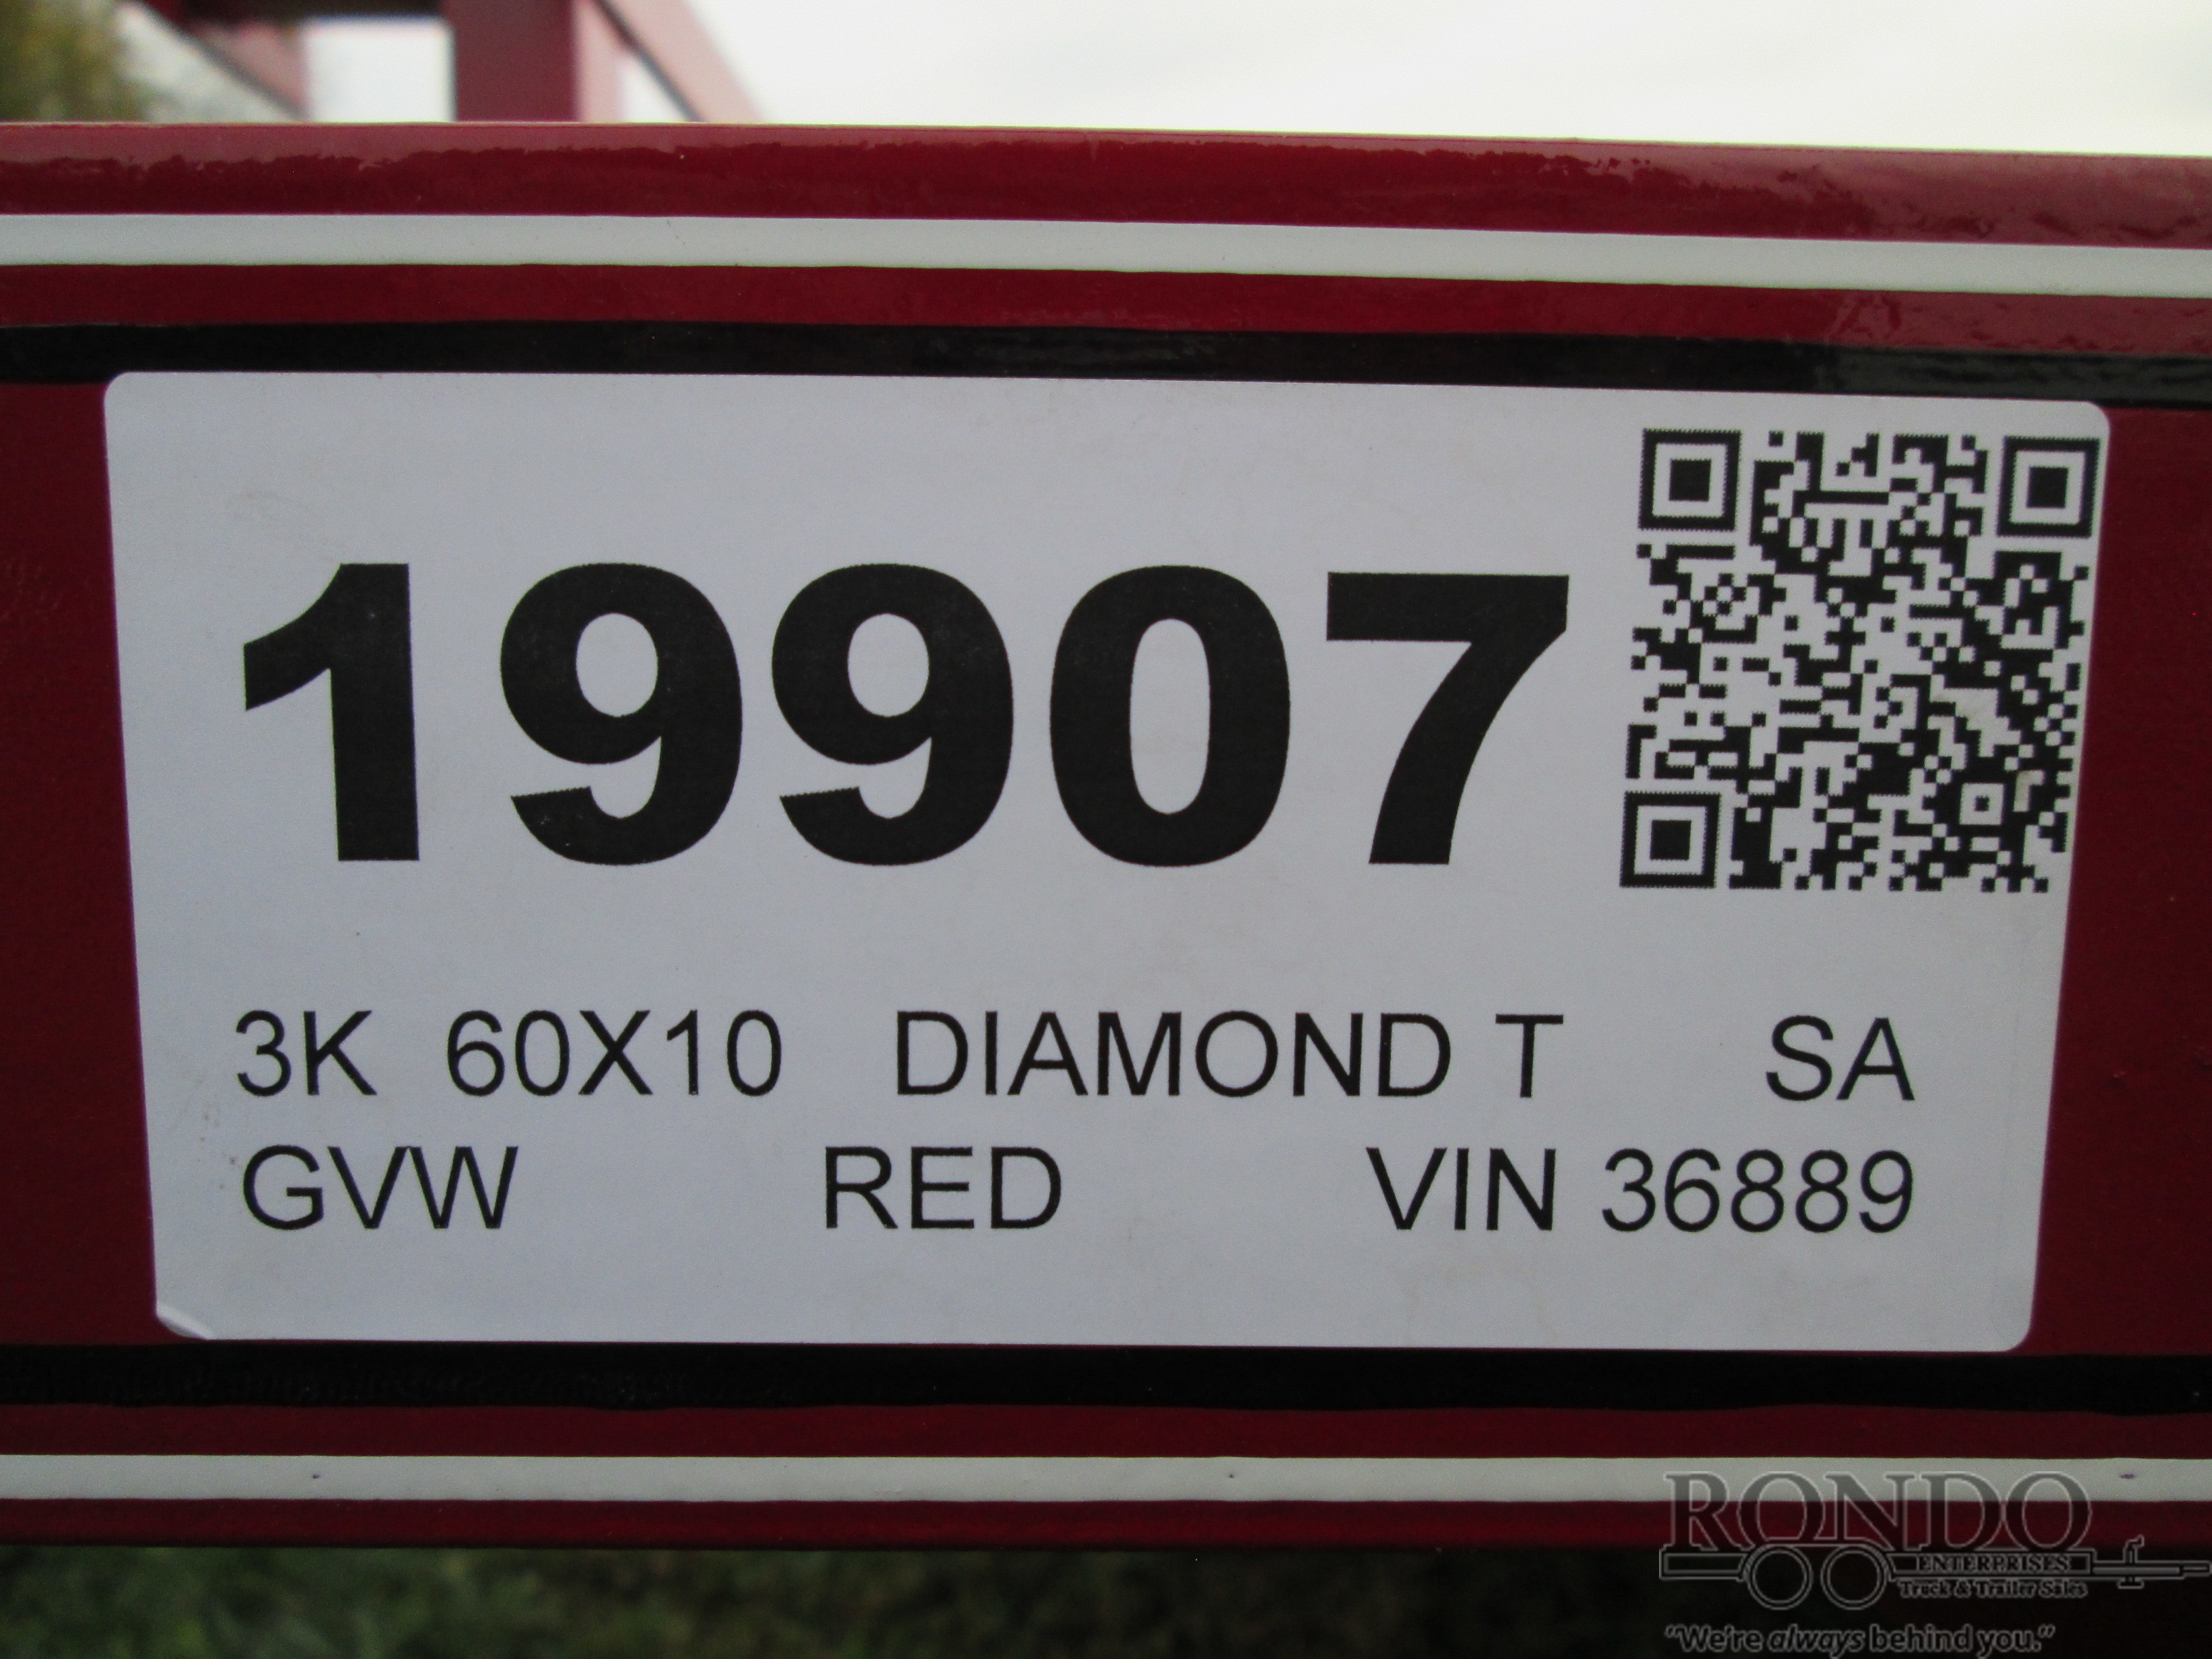 19907
3K 60X10 DIAMOND T SA
GVW RED VIN 36889
RONDO
ENTERPRISES
Truck & Trailer Sales
"We're always behind you."